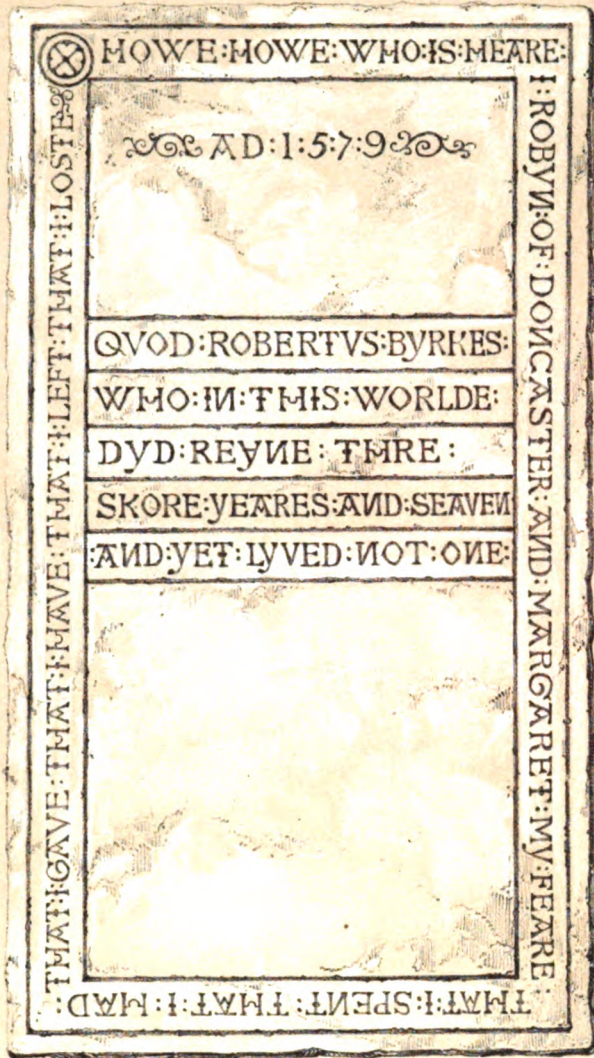 HOWE:HOWE:WHO:IS:HEARE:
I:ROBYN:OF:DONCASTER:AND:MARGARET:MY:FEARE:
THAT:I:SPENT:THAT:I:HAD:
THAT:I:GAVE:THAT:I:HAVE:THAT:I:LEFT:THAT:I:LOSTE
AD:1:5:7:9
QVOD:ROBERTVS:BYRKES:
WHO:IN:THIS:WORLDE:
DYD:REYNE:THRE:
SKORE:YEARES:AND:SEAVEN
:AND:YET:LYVED:NOT:ONE: